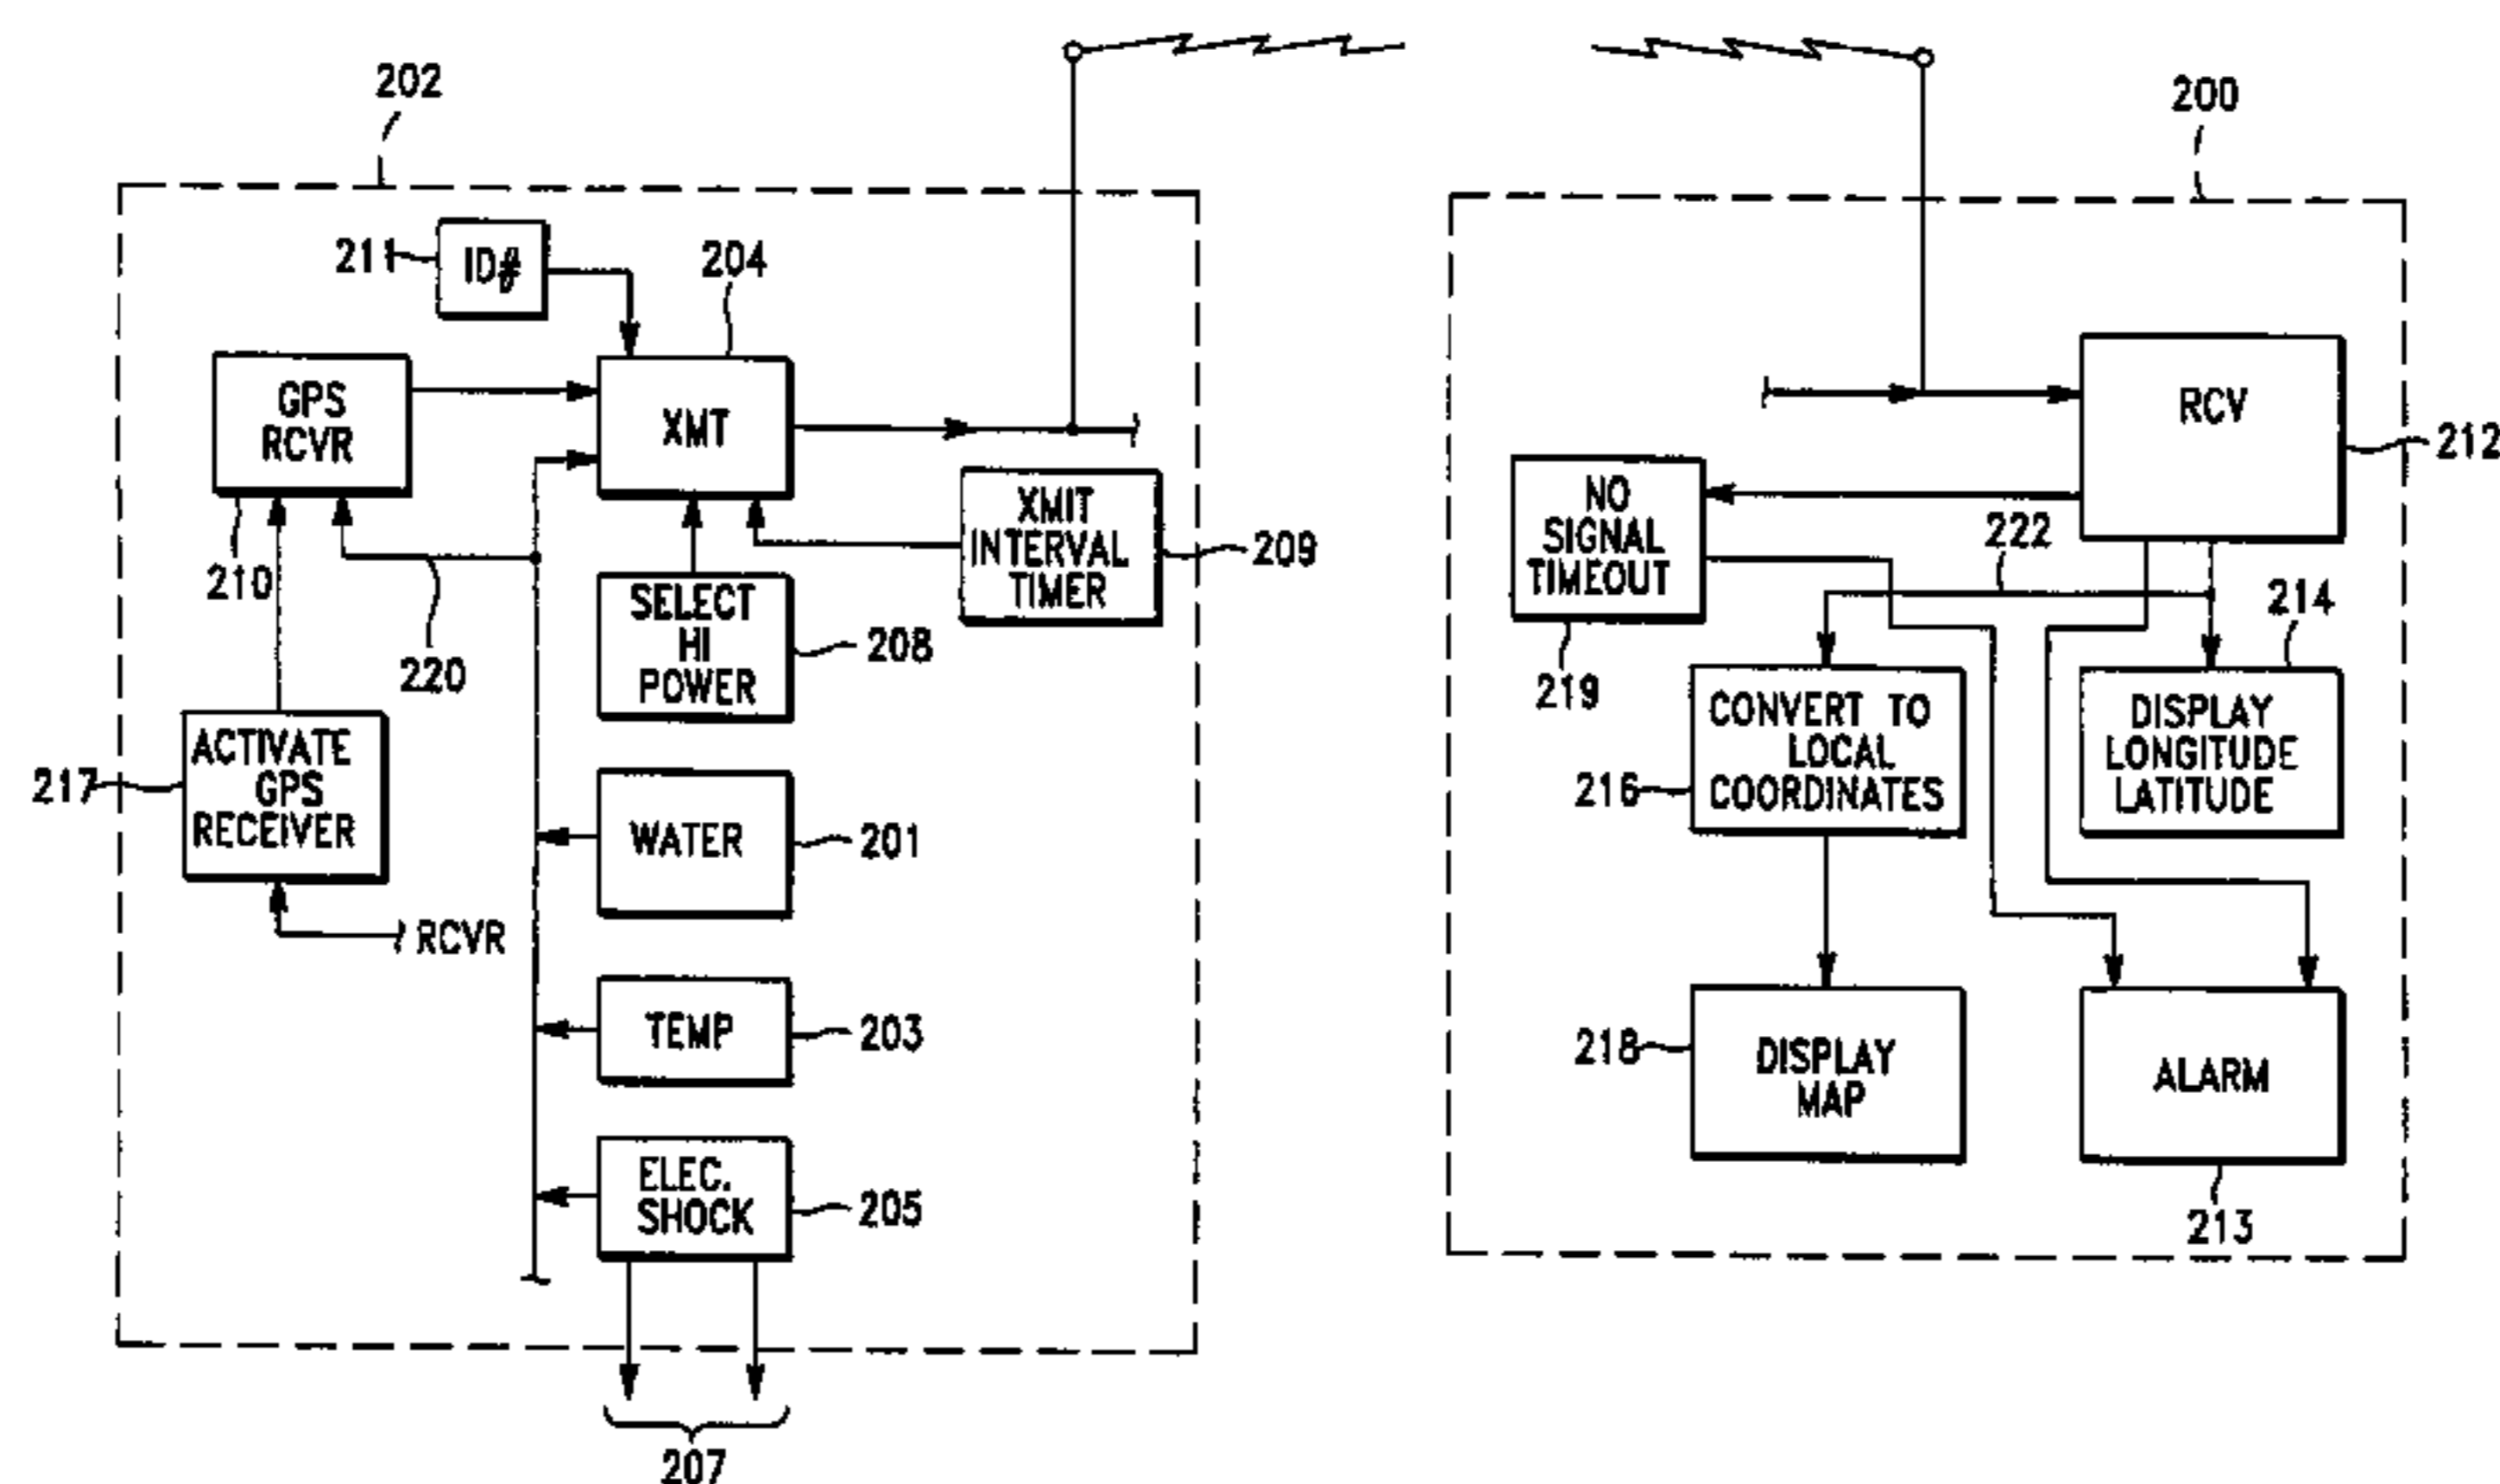 202
200
211
ID#
204
GPS
RCVR
XMT
RCV
212
210
XMIT
INTERVAL
TIMER
209
NO
SIGNAL
TIMEOUT
222
219
214
220
SELECT
HI
POWER
208
217
ACTIVATE
GPS
RECEIVER
CONVERT TO
LOCAL
COORDINATES
216
DISPLAY
LONGITUDE
LATITUDE
WATER
201
RCVR
TEMP
203
218
DISPLAY
MAP
ALARM
213
ELEC.
SHOCK
205
207